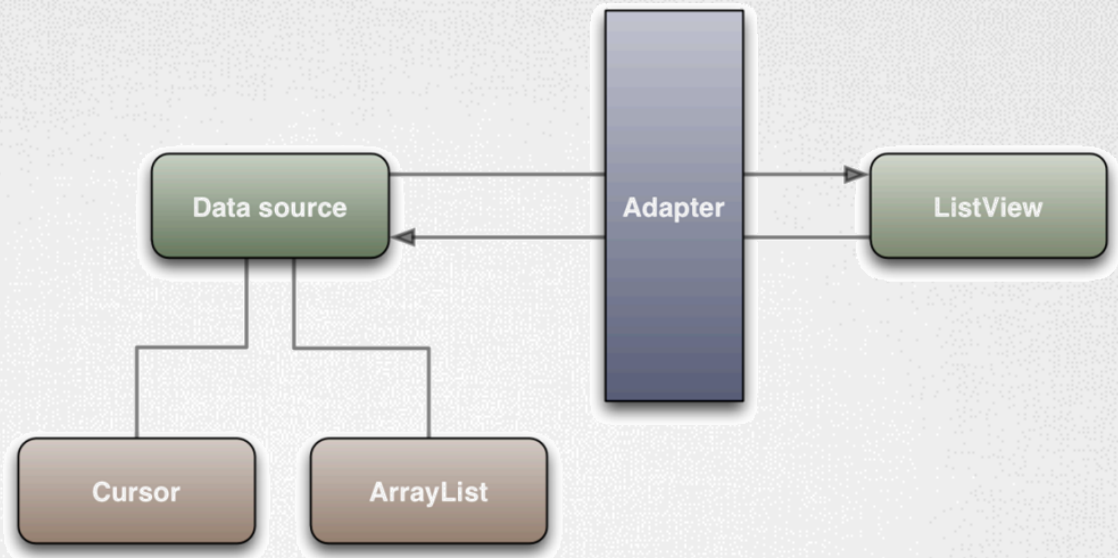 Data source
Adapter
ListView
Cursor
ArrayList